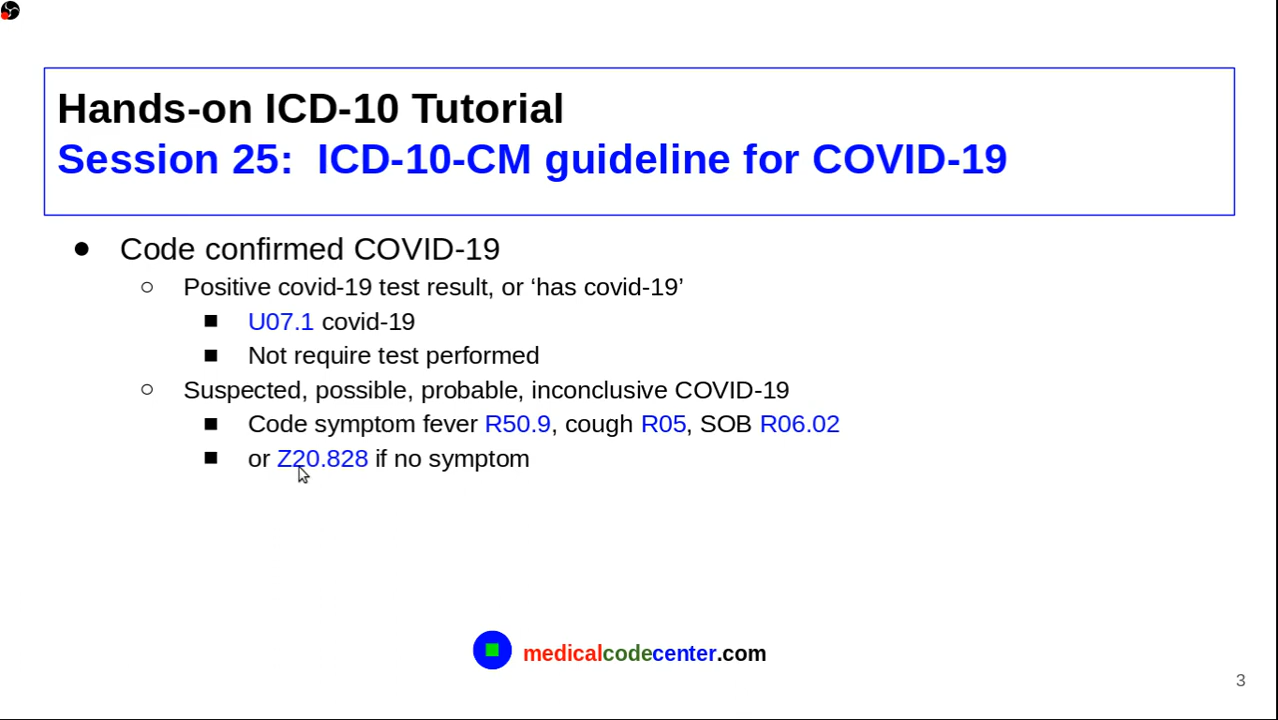 Hands-on ICD-10 Tutorial
Session 25:  ICD-10-CM guideline for COVID-19
● Code confirmed COVID-19
○ Positive covid-19 test result, or ‘has covid-19’
■ U07.1 covid-19
■ Not require test performed
○ Suspected, possible, probable, inconclusive COVID-19
■ Code symptom fever R50.9, cough R05, SOB R06.02
■ or Z20.828 if no symptom
medicalcodecenter.com
3